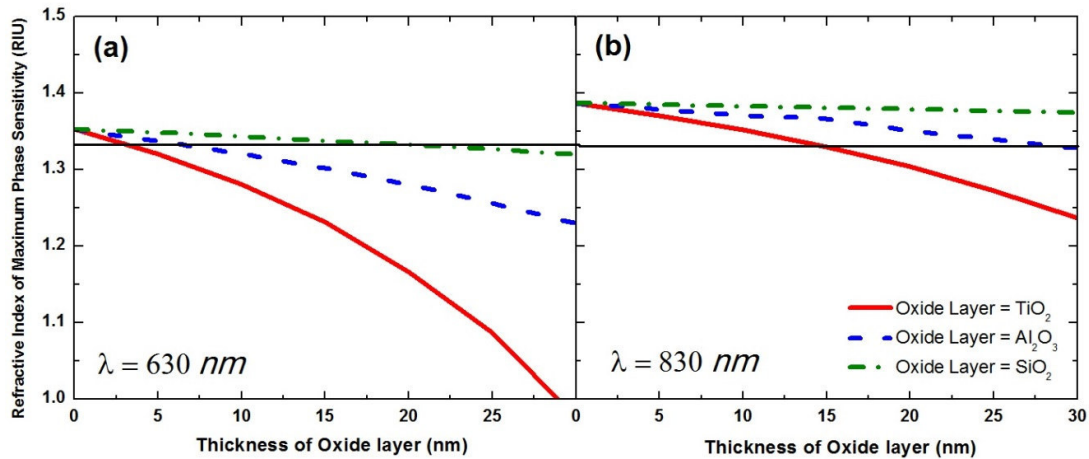 Refractive Index of Maximum Phase Sensitivity (RIU)
1.5
1.4
1.3
1.2
1.1
1.0
(a)
λ = 630 nm
0 5 10 15 20 25
Thickness of Oxide layer (nm)
(b)
Oxide Layer = TiO₂
Oxide Layer = Al₂O₃
Oxide Layer = SiO₂
λ = 830 nm
0 5 10 15 20 25 30
Thickness of Oxide layer (nm)